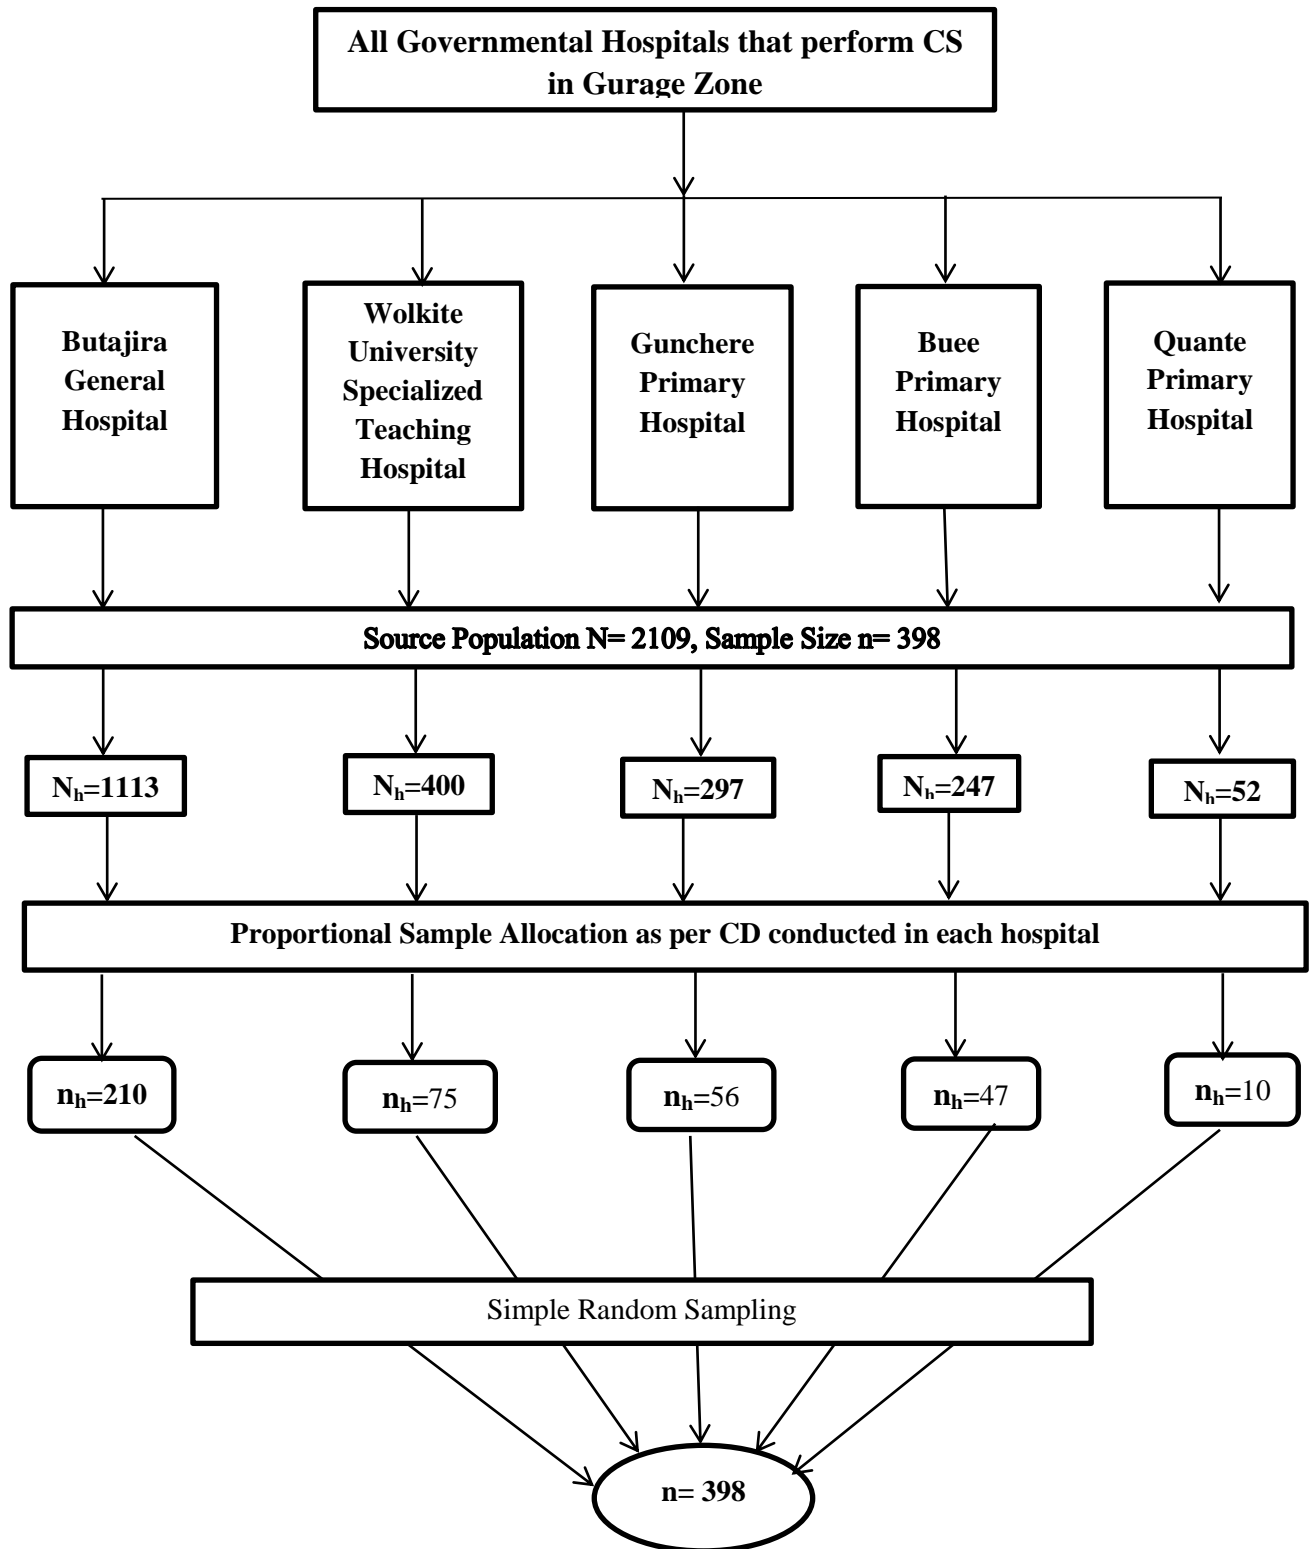 All Governmental Hospitals that perform CS
in Gurage Zone
Butajira
General
Hospital
Wolkite
University
Specialized
Teaching
Hospital
Gunchere
Primary
Hospital
Buee
Primary
Hospital
Quante
Primary
Hospital
Source Population N= 2109, Sample Size n= 398
Nh=1113
Nh=400
Nh=297
Nh=247
Nh=52
Proportional Sample Allocation as per CD conducted in each hospital
nh=210
nh=75
nh=56
nh=47
nh=10
Simple Random Sampling
n= 398